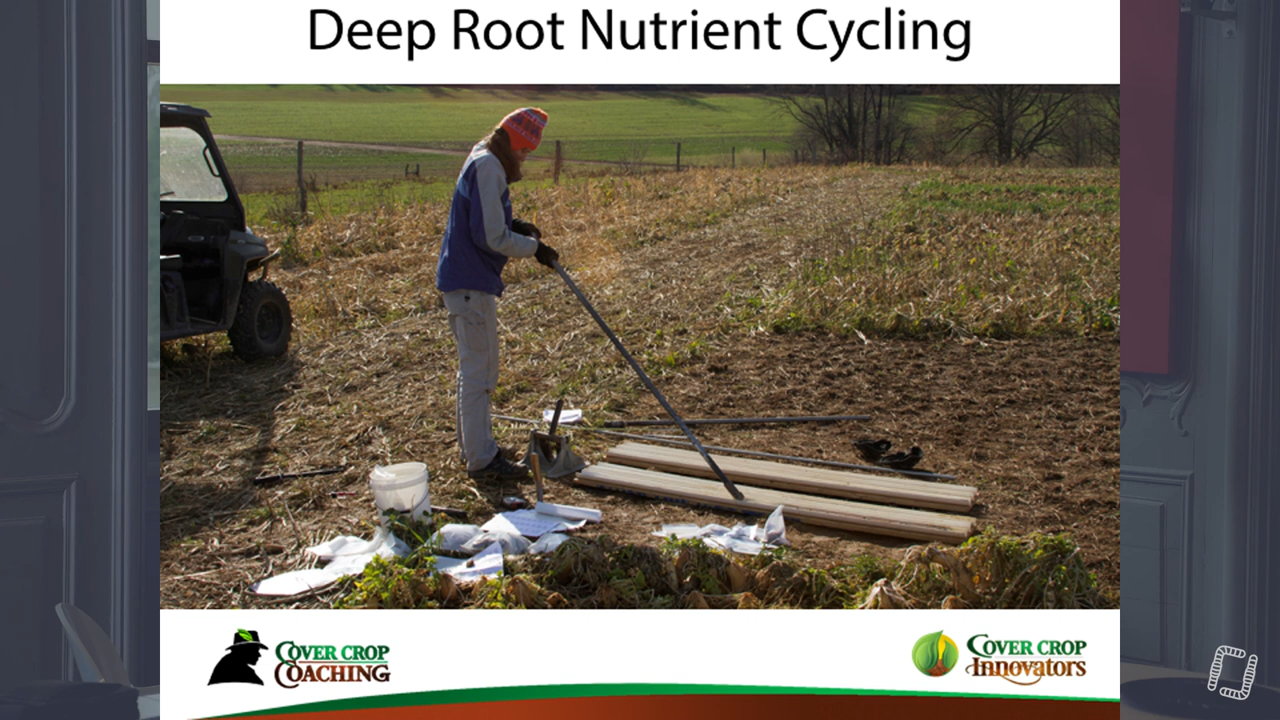 Deep Root Nutrient Cycling
COVER CROP
COACHING
COVER CROP
Innovators